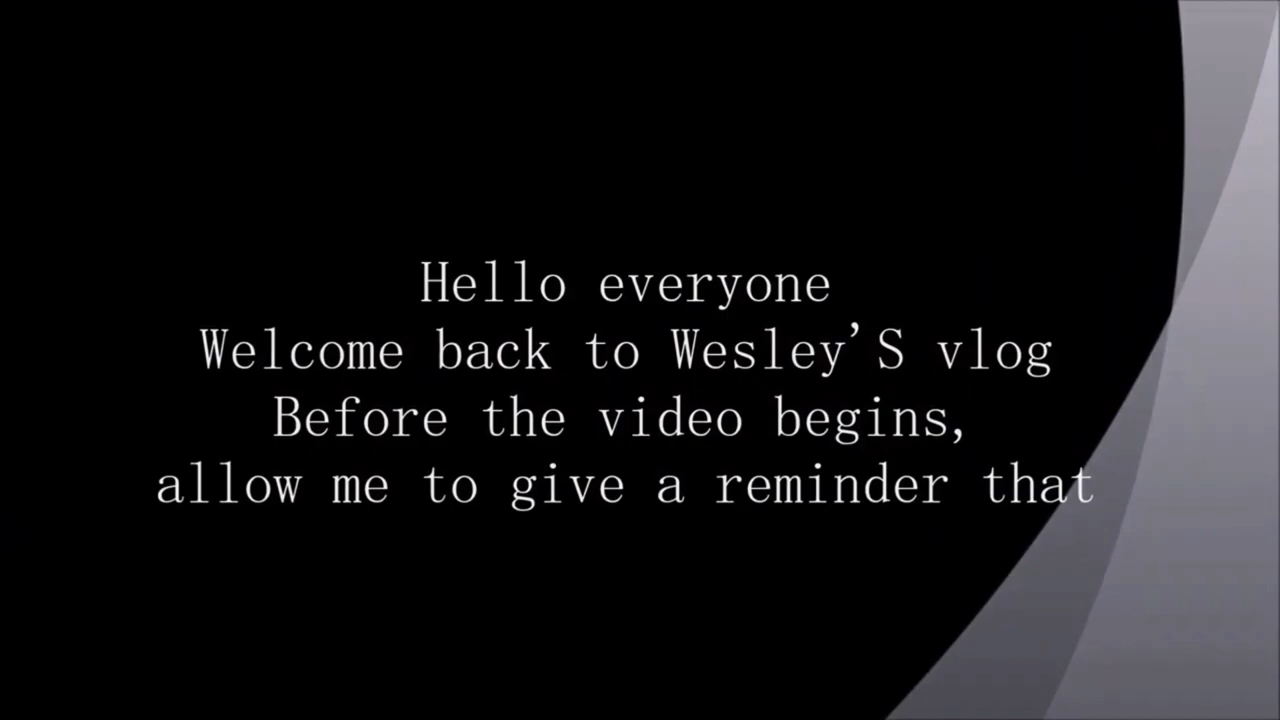 Hello everyone
Welcome back to Wesley'S vlog
Before the video begins,
allow me to give a reminder that